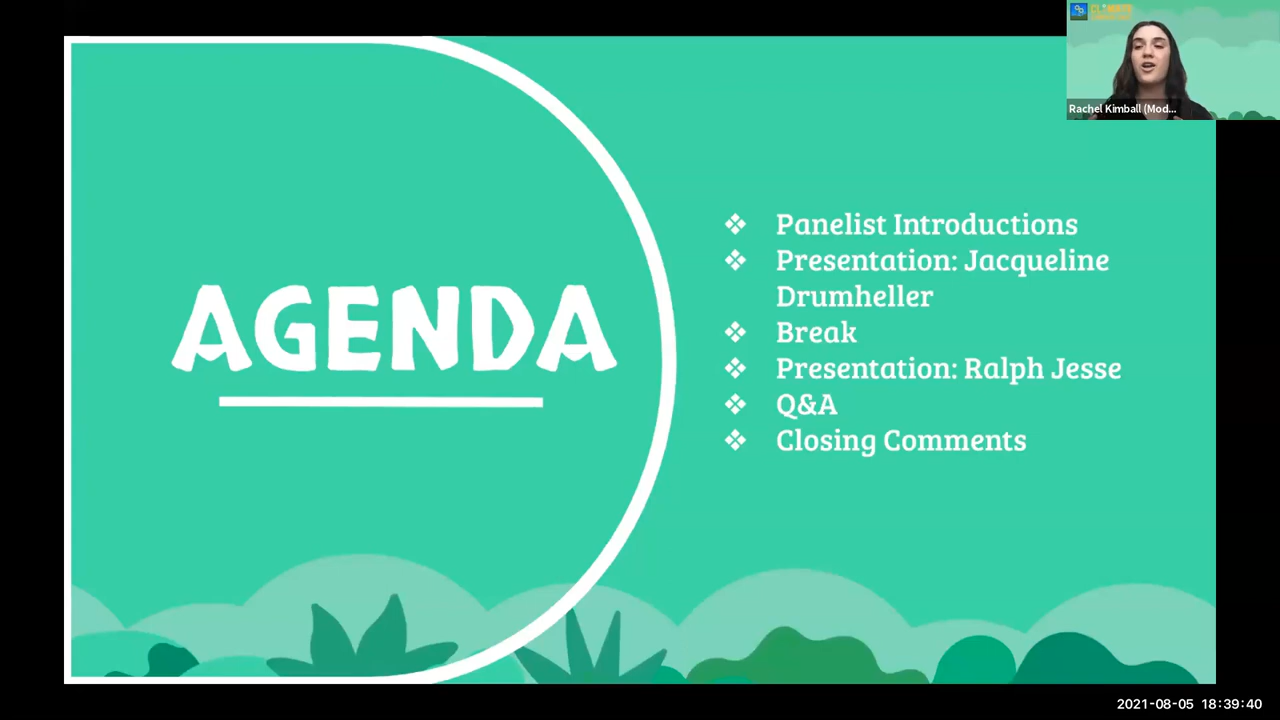 CLIMATE
Rachel Kimball (Mod...
AGENDA
❖ Panelist Introductions
❖ Presentation: Jacqueline
Drumheller
❖ Break
❖ Presentation: Ralph Jesse
❖ Q&A
❖ Closing Comments
2021-08-05 18:39:40